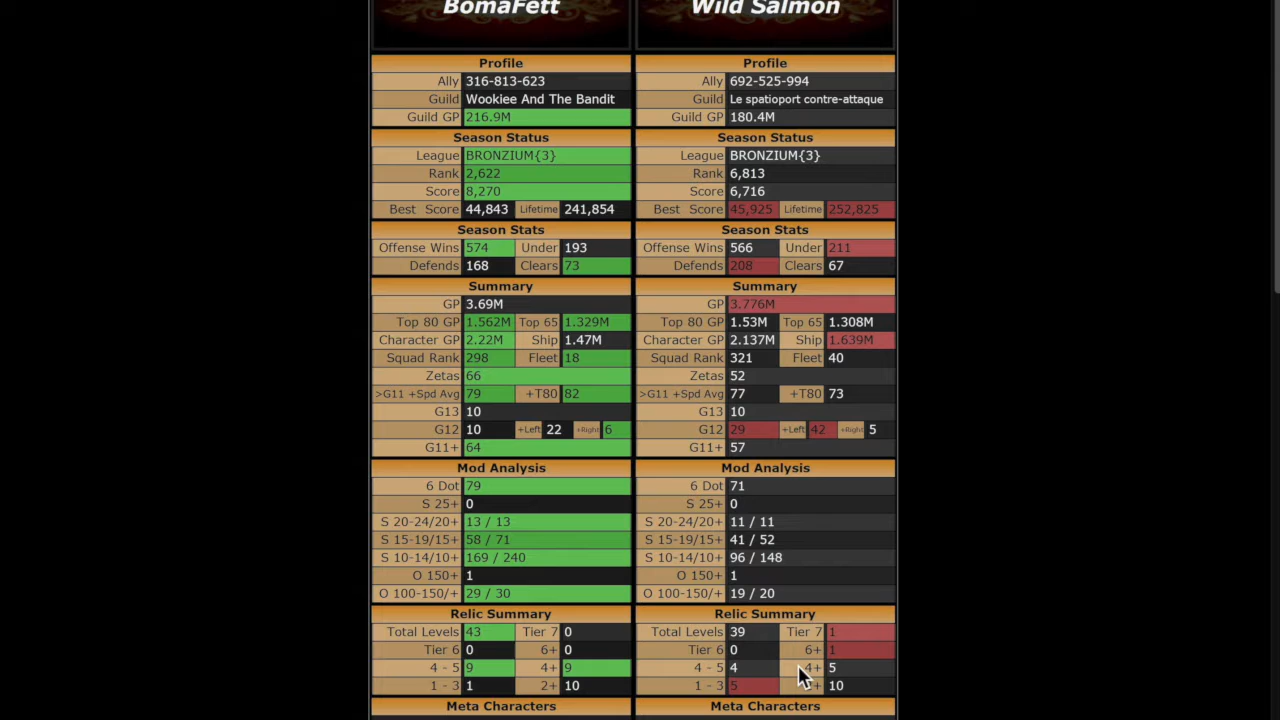 BomaFett Wild Salmon
Profile Profile
Ally 316-813-623 Ally 692-525-994
Guild Wookiee And The Bandit Guild Le spatioport contre-attaque
Guild GP 216.9M Guild GP 180.4M
Season Status Season Status
League BRONZIUM{3} League BRONZIUM{3}
Rank 2,622 Rank 6,813
Score 8,270 Score 6,716
Best Score 44,843 Lifetime 241,854 Best Score 45,925 Lifetime 252,825
Season Stats Season Stats
Offense Wins 574 Under 193 Offense Wins 566 Under 211
Defends 168 Clears 73 Defends 208 Clears 67
Summary Summary
GP 3.69M GP 3.776M
Top 80 GP 1.562M Top 65 1.329M Top 80 GP 1.53M Top 65 1.308M
Character GP 2.22M Ship 1.47M Character GP 2.137M Ship 1.639M
Squad Rank 298 Fleet 18 Squad Rank 321 Fleet 40
Zetas 66 Zetas 52
>G11 +Spd Avg 79 +T80 82 >G11 +Spd Avg 77 +T80 73
G13 10 G13 10
G12 10 +Left 22 +Right 6 G12 29 +Left 42 +Right 5
G11+ 64 G11+ 57
Mod Analysis Mod Analysis
6 Dot 79 6 Dot 71
S 25+ 0 S 25+ 0
S 20-24/20+ 13 / 13 S 20-24/20+ 11 / 11
S 15-19/15+ 58 / 71 S 15-19/15+ 41 / 52
S 10-14/10+ 169 / 240 S 10-14/10+ 96 / 148
O 150+ 1 O 150+ 1
O 100-150/+ 29 / 30 O 100-150/+ 19 / 20
Relic Summary Relic Summary
Total Levels 43 Tier 7 0 Total Levels 39 Tier 7 1
Tier 6 0 6+ 0 Tier 6 0 6+ 1
4 - 5 9 4+ 9 4 - 5 4 4+ 5
1 - 3 1 2+ 10 1 - 3 5 + 10
Meta Characters Meta Characters